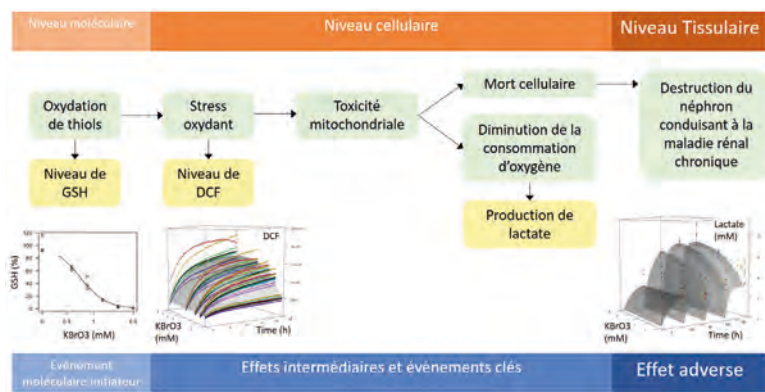 Niveau moléculaire
Niveau cellulaire
Niveau Tissulaire
Oxydation
de thiols
Stress
oxydant
Toxicité
mitochondriale
Mort cellulaire
Diminution de la
consommation
d'oxygène
Destruction du
néphron
conduisant à la
maladie rénal
chronique
Niveau de
GSH
Niveau de
DCF
Production de
lactate
GSH (%)
KBrO3 (mM)
DCF
KBrO3
(mM)
Time (h)
Lactate
(mM)
KBrO3
(mM)
Time (h)
Evénement
moléculaire initiateur
Effets intermédiaires et évènements clés
Effet adverse